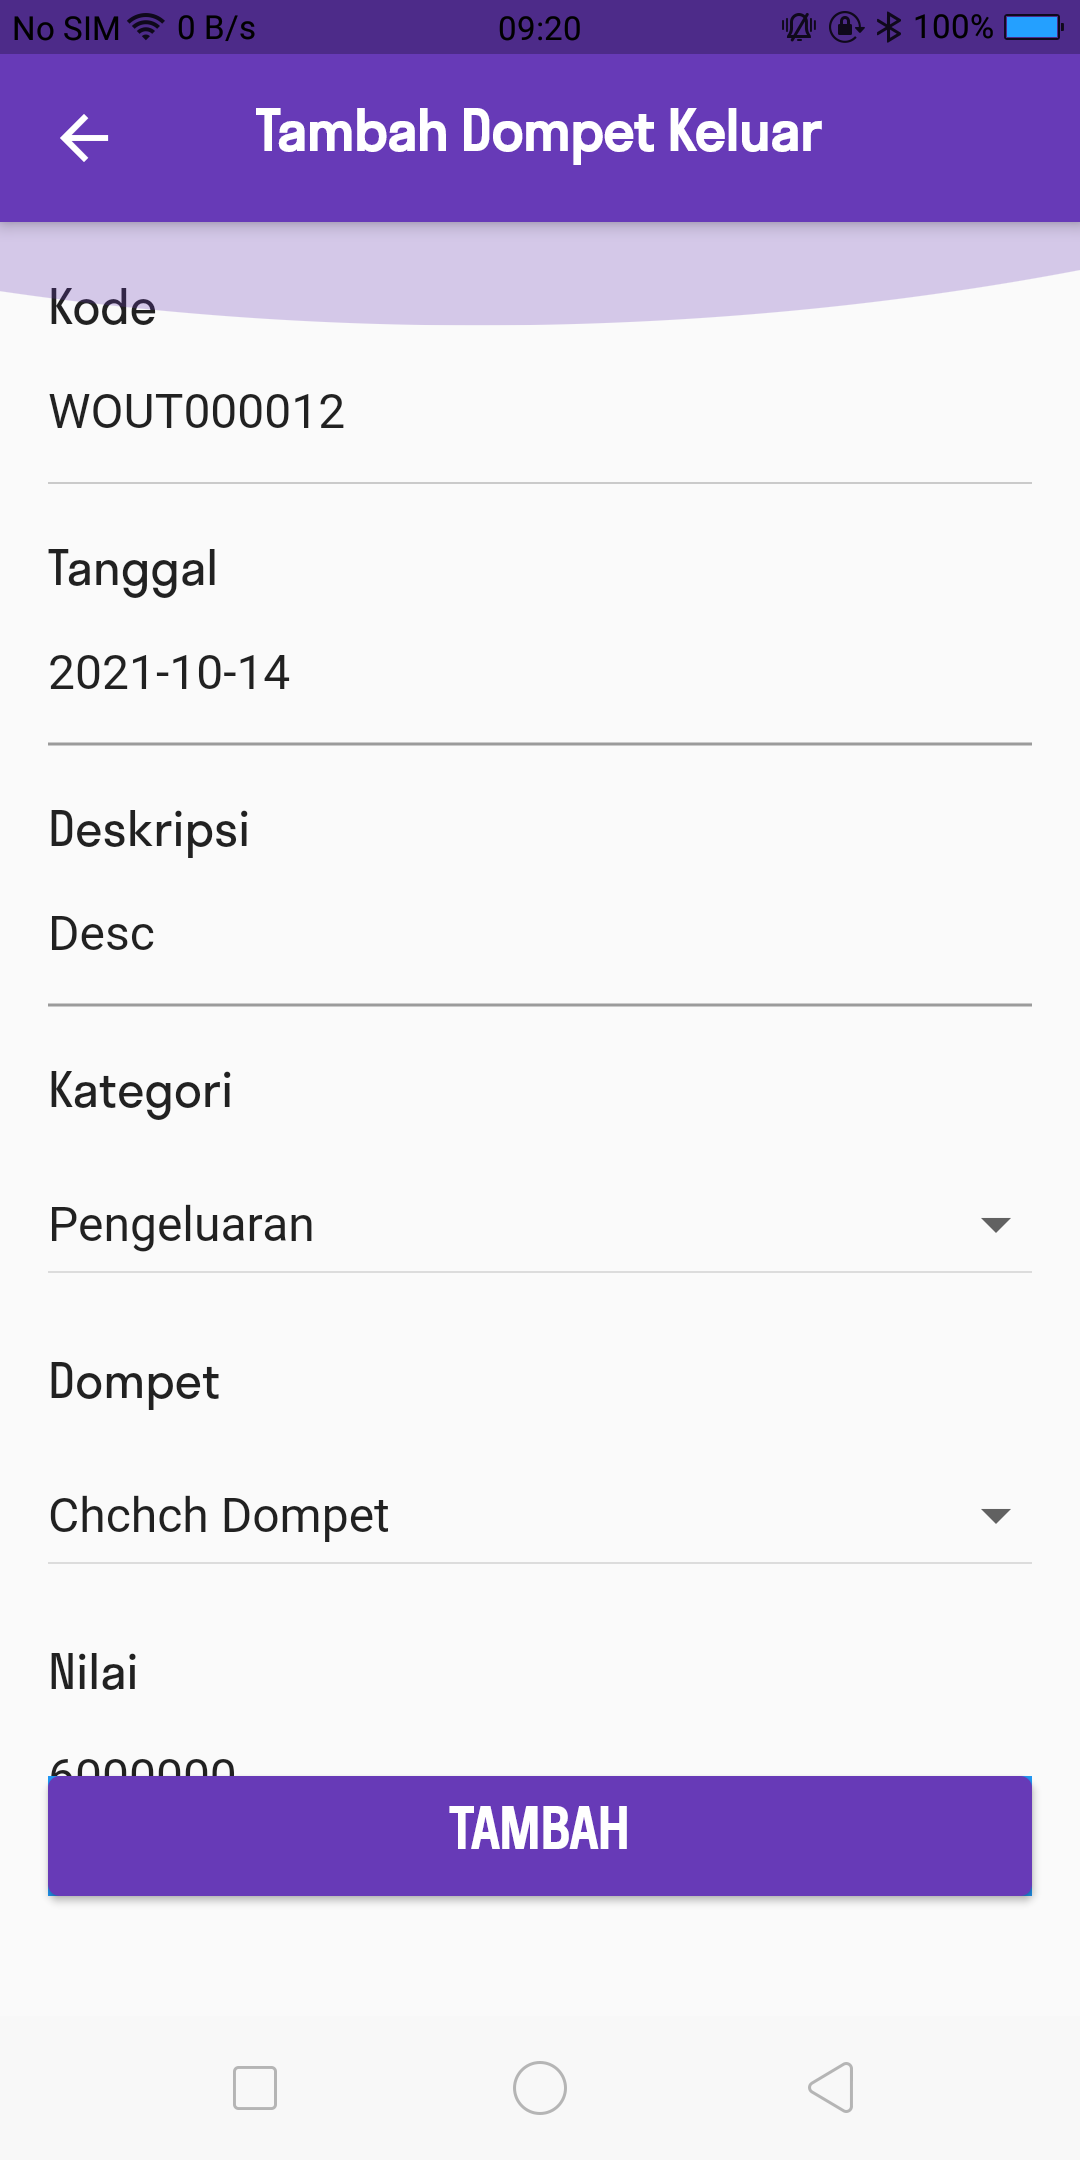 No SIM 0 B/s 09:20 100%
Tambah Dompet Keluar
Kode
WOUT000012
Tanggal
2021-10-14
Deskripsi
Desc
Kategori
Pengeluaran
Dompet
Chchch Dompet
Nilai
6000000
TAMBAH